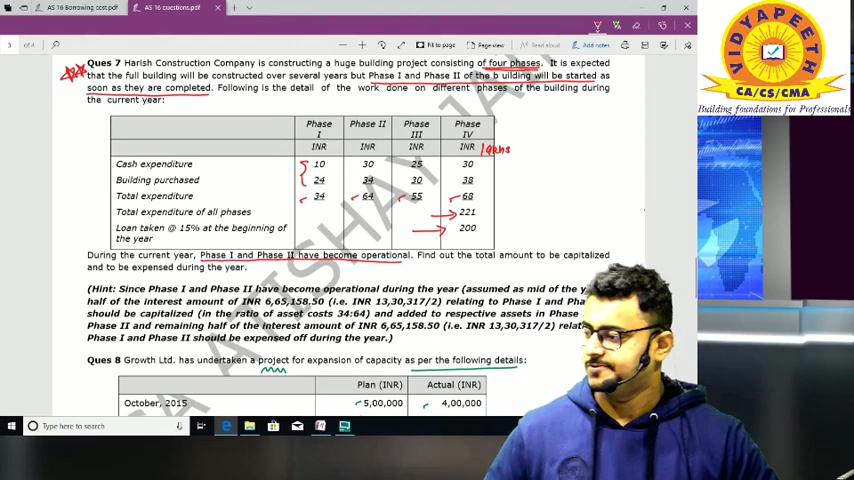 AS 16 Borrowing cost.pdf
AS 16 cuestions.pdf
3 of 4
Fit to page
Page view
Read aloud
Add notes
Ques 7 Harish Construction Company is constructing a huge building project consisting of four phases. It is expected
that the full building will be constructed over several years but Phase I and Phase II of the b uilding will be started as
soon as they are completed. Following is the detail of the work done on different phases of the building during
the current year:
Phase I Phase II Phase III Phase IV
INR INR INR INR lakhs
Cash expenditure 10 30 25 30
Building purchased 24 34 30 38
Total expenditure 34 64 55 68
Total expenditure of all phases 221
Loan taken @ 15% at the beginning of the year 200
During the current year, Phase I and Phase II have become operational. Find out the total amount to be capitalized
and to be expensed during the year.
(Hint: Since Phase I and Phase II have become operational during the year (assumed as mid of the
half of the interest amount of INR 6,65,158.50 (i.e. INR 13,30,317/2) relating to Phase I and
should be capitalized (in the ratio of asset costs 34:64) and added to respective assets in Phase
Phase II and remaining half of the interest amount of INR 6,65,158.50 (i.e. INR 13,30,317/2)
Phase I and Phase II should be expensed off during the year.)
Ques 8 Growth Ltd. has undertaken a project for expansion of capacity as per the following details:
Plan (INR) Actual (INR)
October, 2015 5,00,000 4,00,000
Type here to search
CA ATISHAY JAIN
VIDYAPEETH
CA/CS/CMA
Building foundations for Professionals